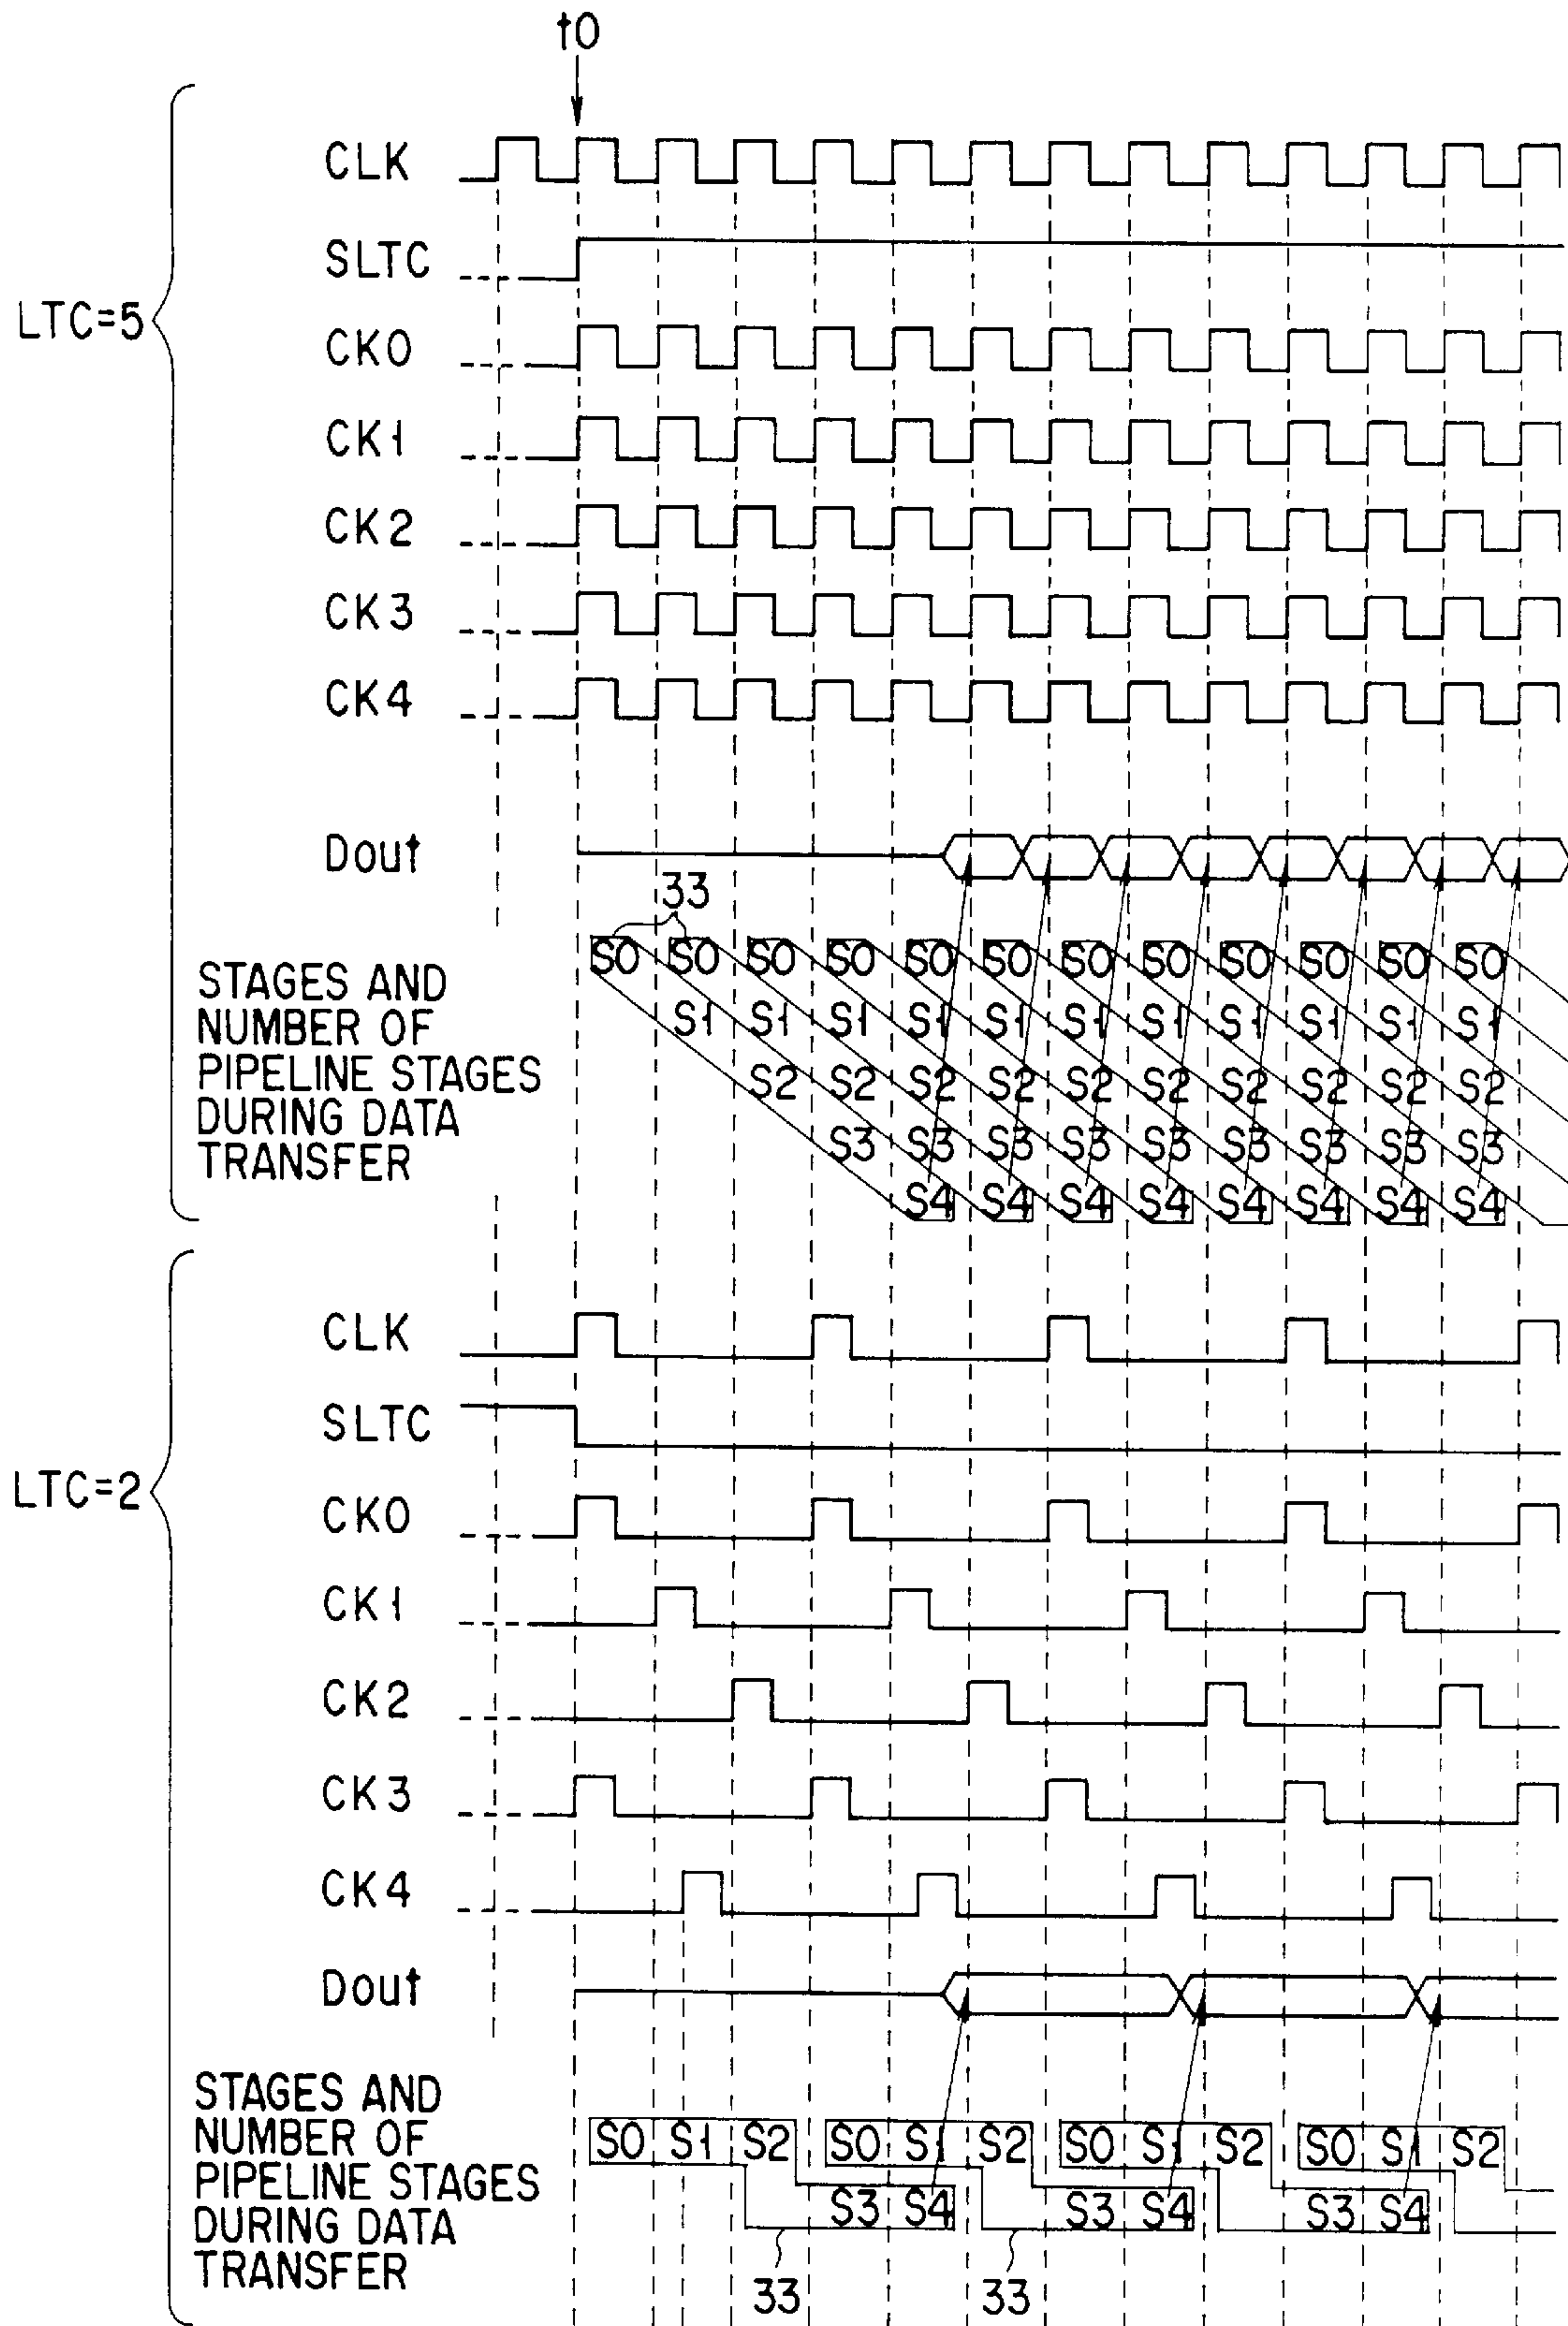 t0
LTC=5
CLK
SLTC
CK0
CK1
CK2
CK3
CK4
Dout
33
STAGES AND
NUMBER OF
PIPELINE STAGES
DURING DATA
TRANSFER
S0 S0 S0 S0 S0 S0 S0 S0 S0 S0 S0 S0
S1 S1 S1 S1 S1 S1 S1 S1 S1 S1 S1
S2 S2 S2 S2 S2 S2 S2 S2 S2 S2
S3 S3 S3 S3 S3 S3 S3 S3 S3
S4 S4 S4 S4 S4 S4 S4 S4
LTC=2
CLK
SLTC
CK0
CK1
CK2
CK3
CK4
Dout
STAGES AND
NUMBER OF
PIPELINE STAGES
DURING DATA
TRANSFER
S0 S1 S2 S0 S1 S2 S0 S1 S2 S0 S1 S2
S3 S4 S3 S4 S3 S4
33 33